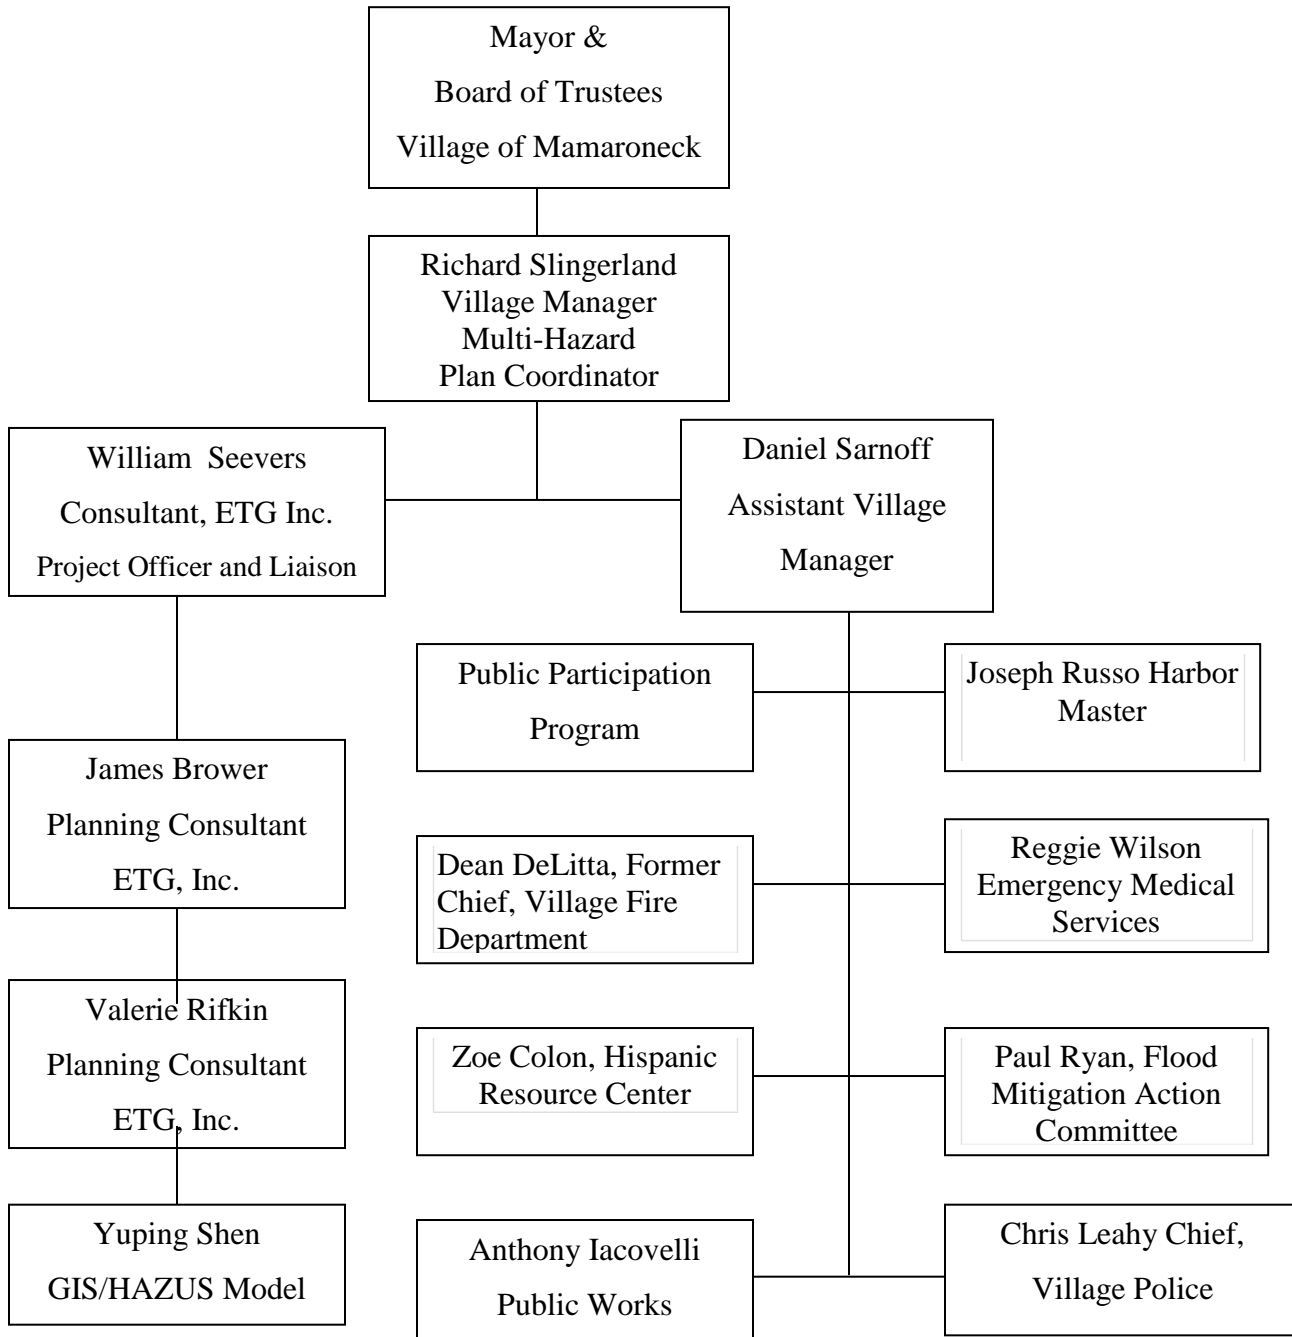 Mayor &
Board of Trustees
Village of Mamaroneck
Richard Slingerland
Village Manager
Multi-Hazard
Plan Coordinator
William Seevers
Consultant, ETG Inc.
Project Officer and Liaison
Daniel Sarnoff
Assistant Village
Manager
Public Participation
Program
Joseph Russo Harbor
Master
James Brower
Planning Consultant
ETG, Inc.
Dean DeLitta, Former
Chief, Village Fire
Department
Reggie Wilson
Emergency Medical
Services
Valerie Rifkin
Planning Consultant
ETG, Inc.
Zoe Colon, Hispanic
Resource Center
Paul Ryan, Flood
Mitigation Action
Committee
Yuping Shen
GIS/HAZUS Model
Anthony Iacovelli
Public Works
Chris Leahy Chief,
Village Police